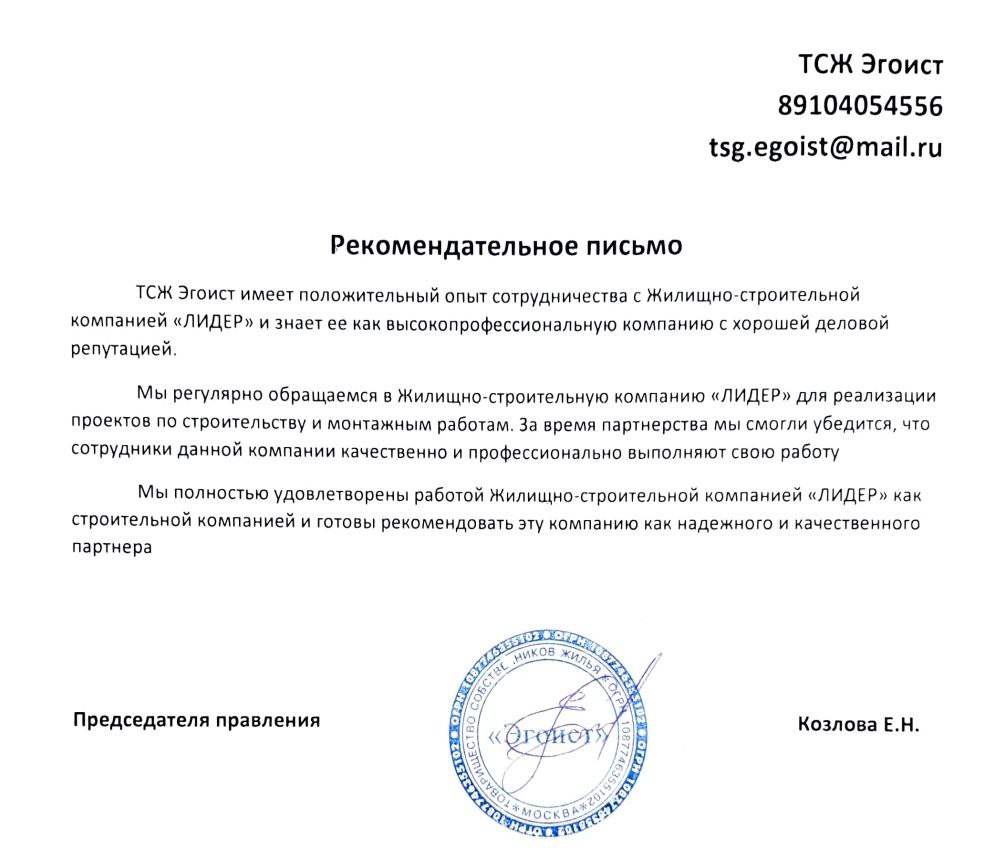 ТСЖ Эгоист
89104054556
tsg.egoist@mail.ru
Рекомендательное письмо
ТСЖ Эгоист имеет положительный опыт сотрудничества с Жилищно-строительной
компанией «ЛИДЕР» и знает ее как высокопрофессиональную компанию с хорошей деловой
репутацией.
Мы регулярно обращаемся в Жилищно-строительную компанию «ЛИДЕР» для реализации
проектов по строительству и монтажным работам. За время партнерства мы смогли убедится, что
сотрудники данной компании качественно и профессионально выполняют свою работу
Мы полностью удовлетворены работой Жилищно-строительной компанией «ЛИДЕР» как
строительной компанией и готовы рекомендовать эту компанию как надежного и качественного
партнера
Председателя правления
ТОВАРИЩЕСТВО СОБСТВЕННИКОВ ЖИЛЬЯ * ОГРН 1087746355102 * МОСКВА *
«Эгоист»
Козлова Е.Н.